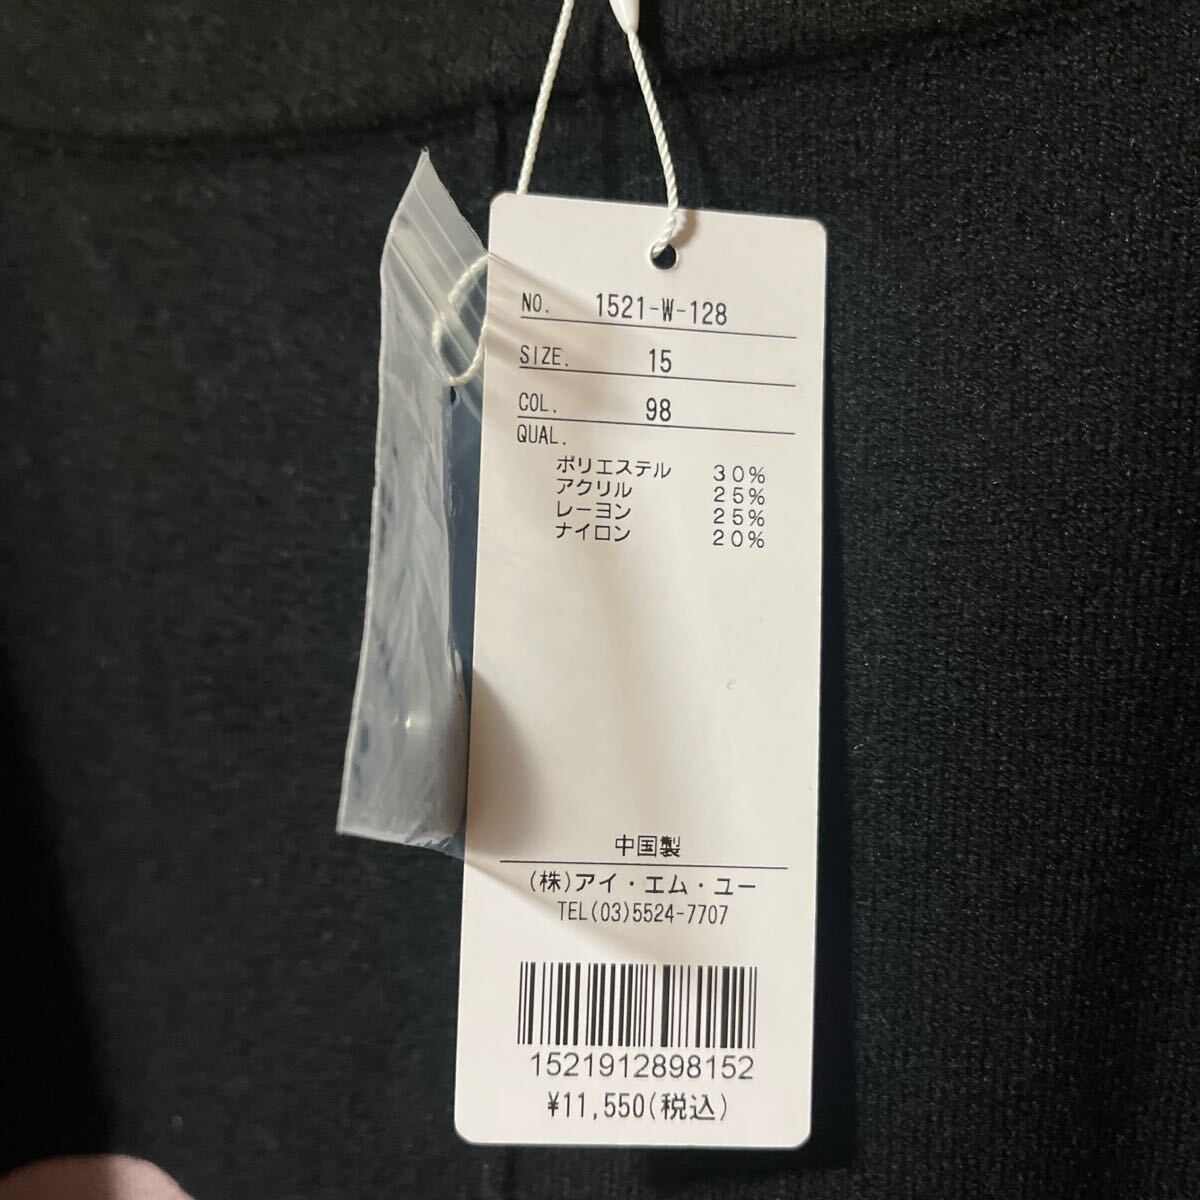 NO. 1521-W-128
SIZE. 15
COL. 98
QUAL.
ポリエステル 30%
アクリル 25%
レーヨン 25%
ナイロン 20%
中国製
(株)アイ・エム・ユー
TEL(03)5524-7707
1521912898152
¥11,550(税込)